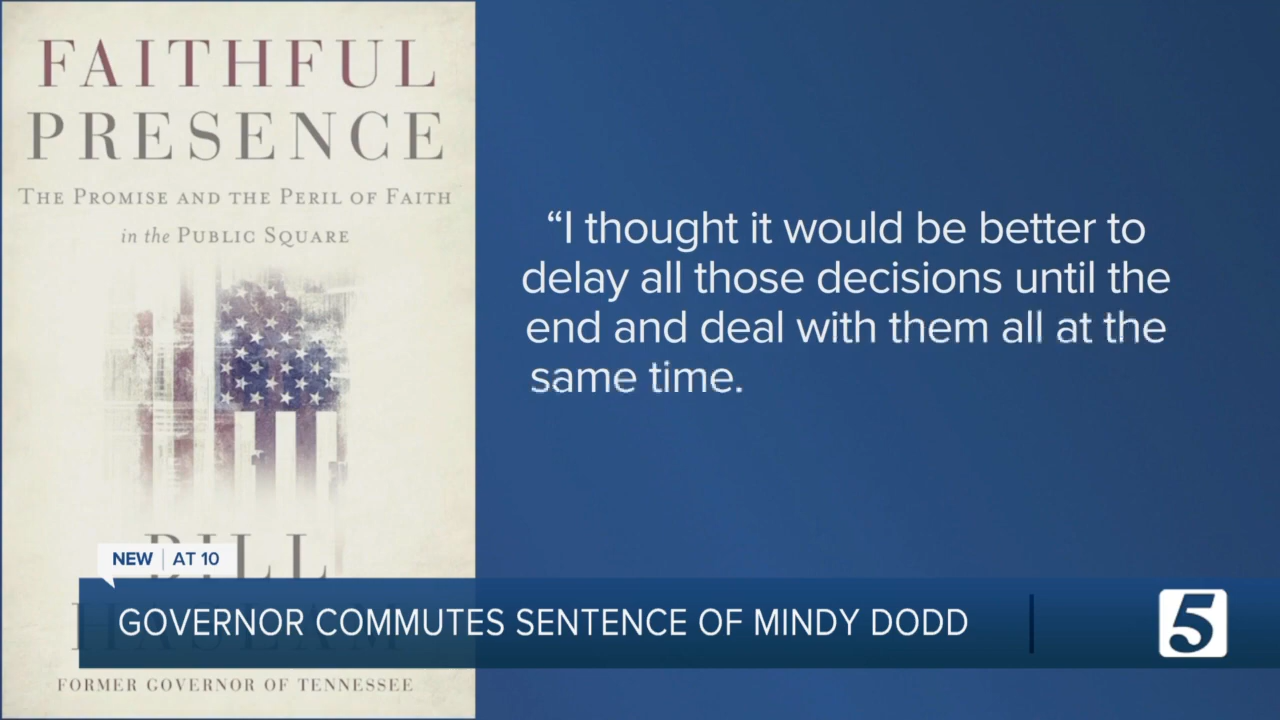 FAITHFUL
PRESENCE
THE PROMISE AND THE PERIL OF FAITH
in the PUBLIC SQUARE
BILL
HASLAM
FORMER GOVERNOR OF TENNESSEE
“I thought it would be better to
delay all those decisions until the
end and deal with them all at the
same time.
NEW | AT 10
GOVERNOR COMMUTES SENTENCE OF MINDY DODD
5